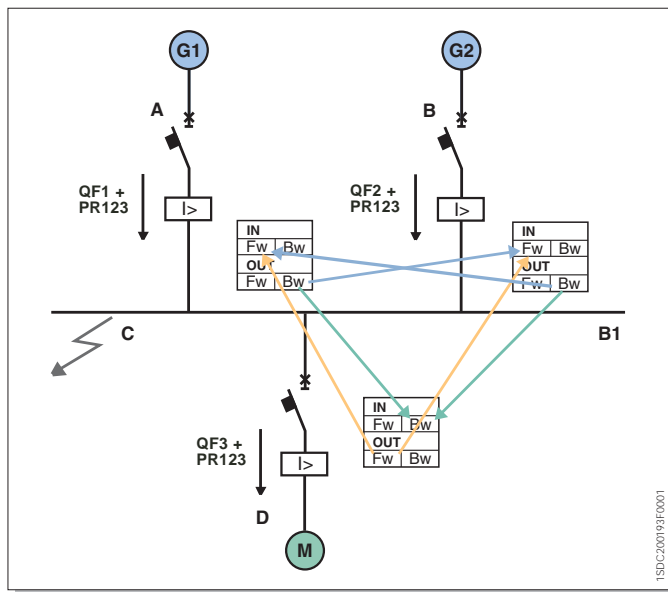 G1
G2
A
B
QF1 +
PR123
I>
QF2 +
PR123
I>
IN
Fw Bw
OUT
Fw Bw
IN
Fw Bw
OUT
Fw Bw
C
B1
IN
Fw Bw
OUT
Fw Bw
QF3 +
PR123
I>
D
M
1SDC200193F0001